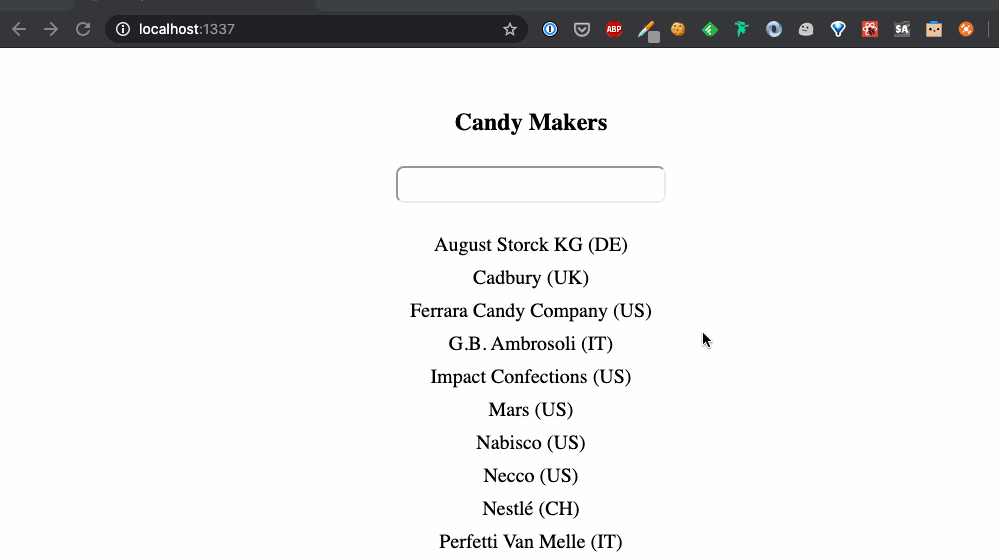 localhost:1337
ABP
SA
Candy Makers
August Storck KG (DE)
Cadbury (UK)
Ferrara Candy Company (US)
G.B. Ambrosoli (IT)
Impact Confections (US)
Mars (US)
Nabisco (US)
Necco (US)
Nestlé (CH)
Perfetti Van Melle (IT)